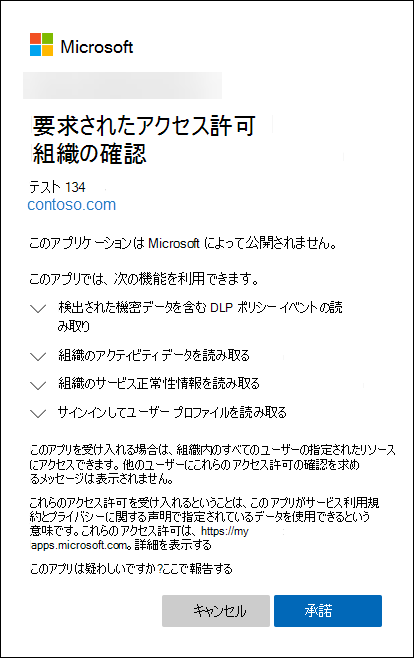 Microsoft
要求されたアクセス許可
組織の確認
テスト 134
contoso.com
このアプリケーションは Microsoft によって公開されません。
このアプリでは、次の機能を利用できます。
検出された機密データを含む DLP ポリシー イベントの読
み取り
組織のアクティビティ データを読み取る
組織のサービス正常性情報を読み取る
サインインしてユーザー プロファイルを読み取る
このアプリを受け入れる場合は、組織内のすべてのユーザーの指定されたリソース
にアクセスできます。他のユーザーにこれらのアクセス許可の確認を求め
るメッセージは表示されません。
これらのアクセス許可を受け入れるということは、このアプリがサービス利用規
約とプライバシーに関する声明で指定されているデータを使用できるという
意味です。これらのアクセス許可は、https://my
apps.microsoft.com。詳細を表示する
このアプリは疑わしいですか?ここで報告する
キャンセル
承諾